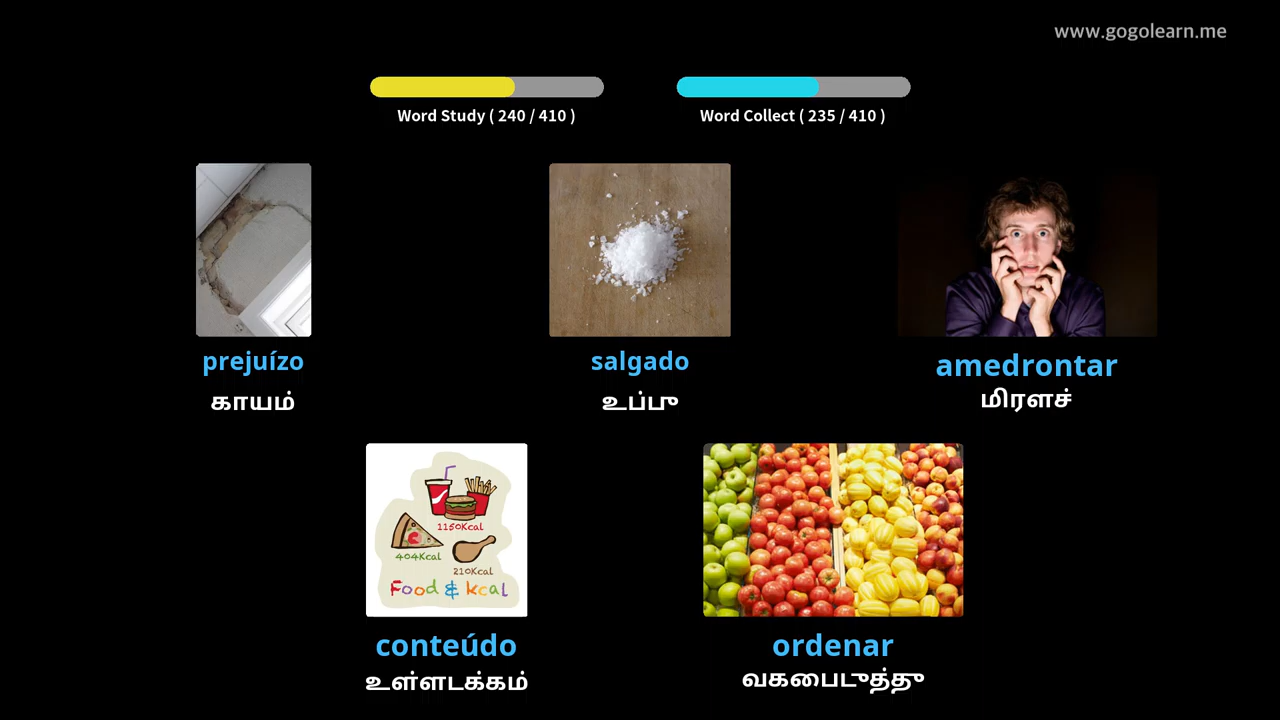 www.gogolearn.me
Word Study ( 240 / 410 )
Word Collect ( 235 / 410 )
prejuízo
காயம்
salgado
உப்பு
amedrontar
மிரளச்
1150Kcal
404Kcal
210Kcal
Food & kcal
conteúdo
உள்ளடக்கம்
ordenar
வகைபடுத்து